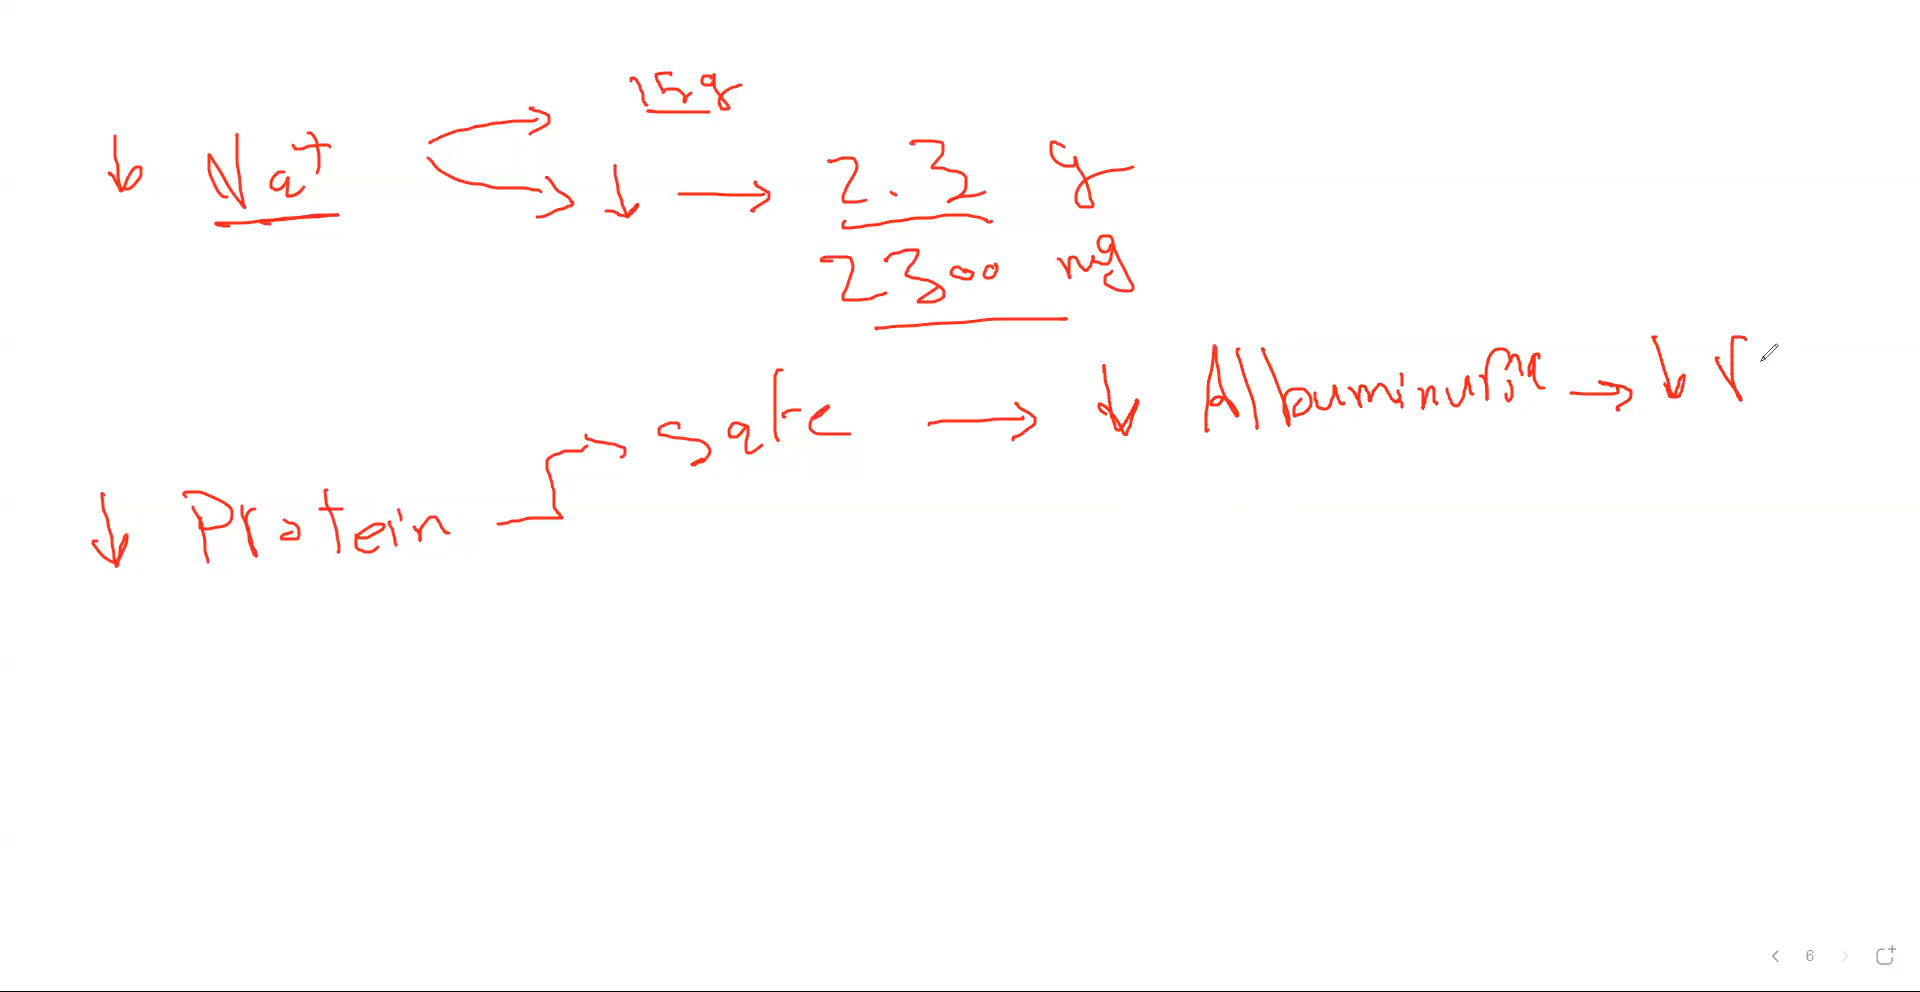 15g
↓ Na+ → ↓ → 2.3 g
2300 mg
Safe → ↓ Albuminuria → ↓
↓ Protein →
6